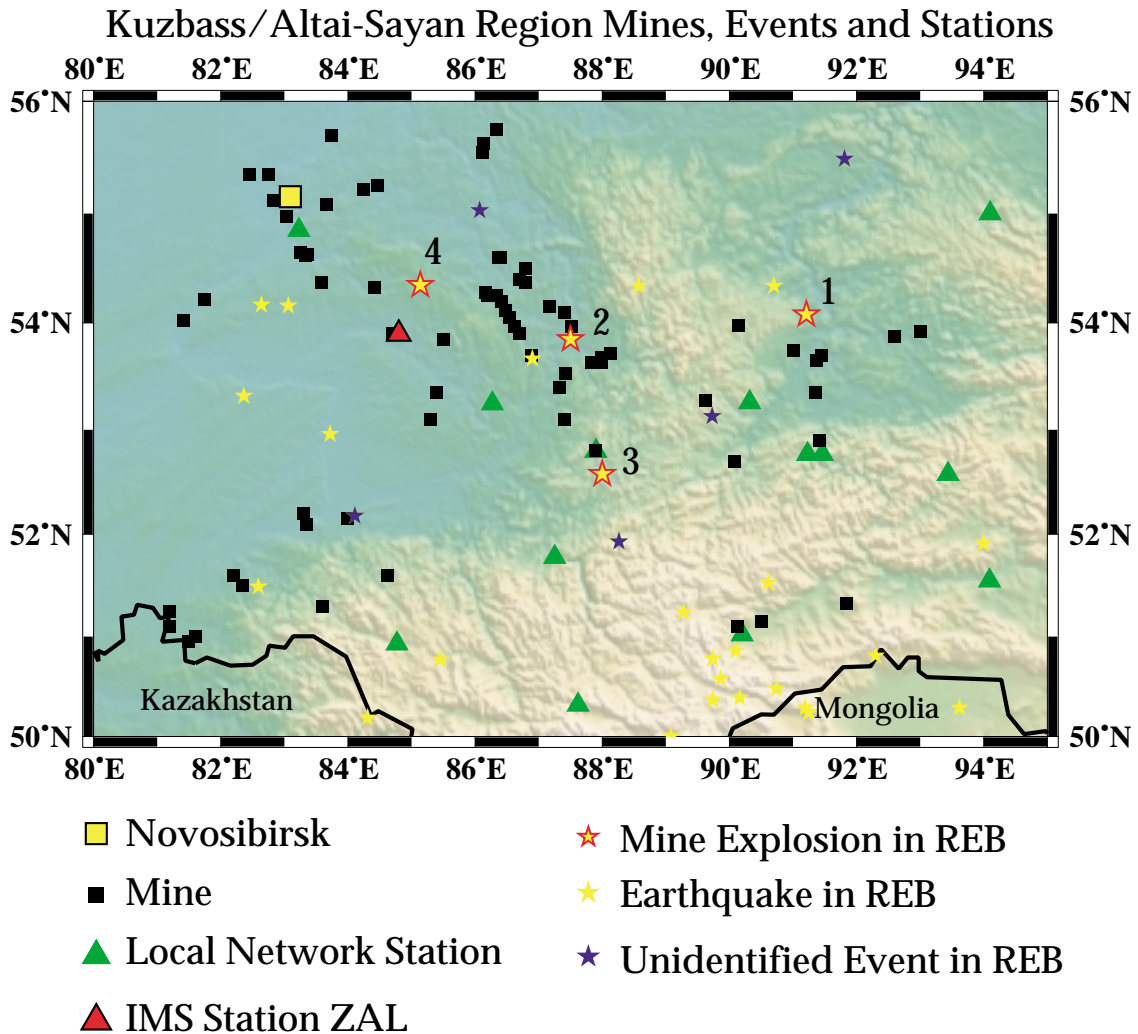 Kuzbass/Altai-Sayan Region Mines, Events and Stations
80˚E 82˚E 84˚E 86˚E 88˚E 90˚E 92˚E 94˚E
56˚N 56˚N
4
1
54˚N 2 54˚N
3
52˚N 52˚N
Kazakhstan Mongolia
50˚N 50˚N
80˚E 82˚E 84˚E 86˚E 88˚E 90˚E 92˚E 94˚E
Novosibirsk
Mine
Local Network Station
IMS Station ZAL
Mine Explosion in REB
Earthquake in REB
Unidentified Event in REB